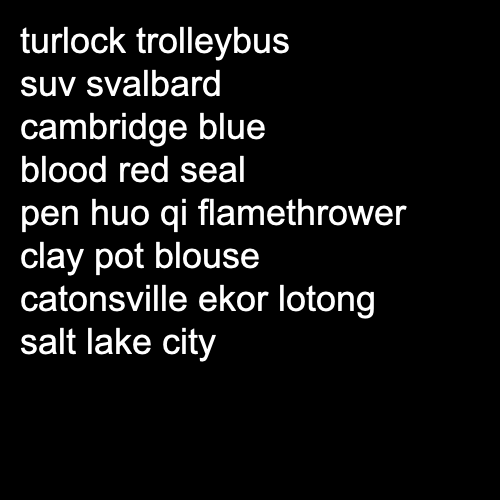 turlock trolleybus
suv svalbard
cambridge blue
blood red seal
pen huo qi flamethrower
clay pot blouse
catonsville ekor lotong
salt lake city